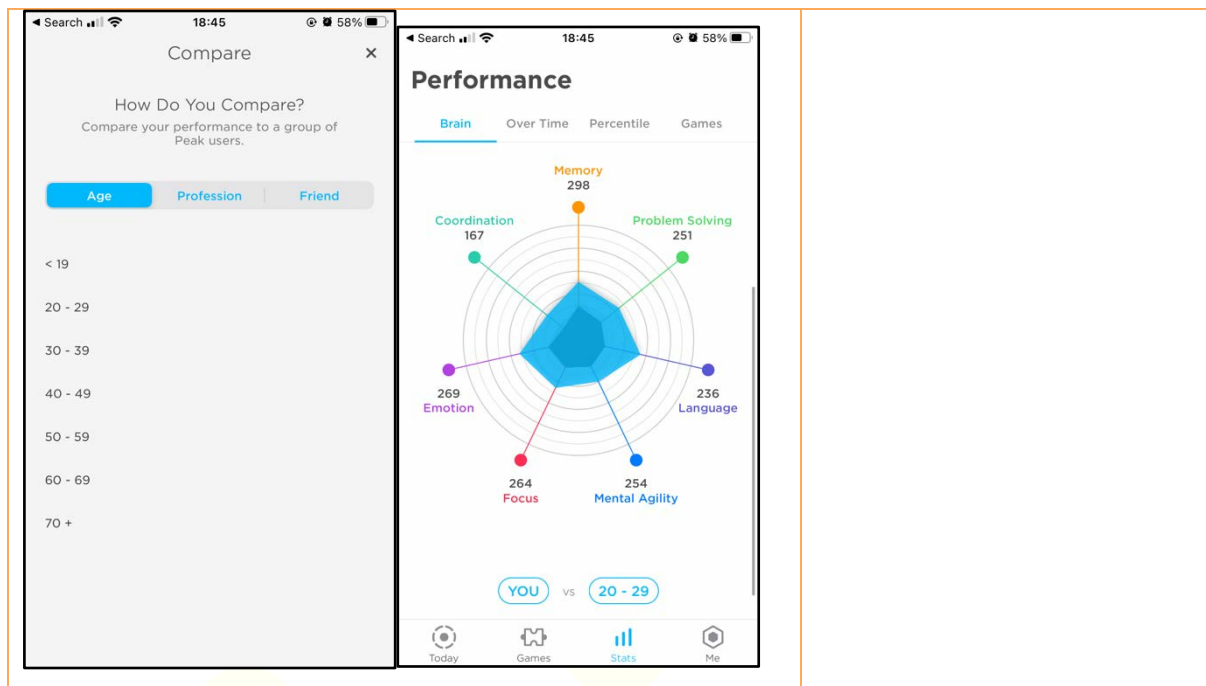 ◄ Search 18:45 58%
Compare ×
How Do You Compare?
Compare your performance to a group of
Peak users.
Age Profession Friend
< 19
20 - 29
30 - 39
40 - 49
50 - 59
60 - 69
70 +
◄ Search 18:45 58%
Performance
Brain Over Time Percentile Games
Memory
298
Coordination Problem Solving
167 251
269 236
Emotion Language
264 254
Focus Mental Agility
YOU vs 20 - 29
Today Games Stats Me